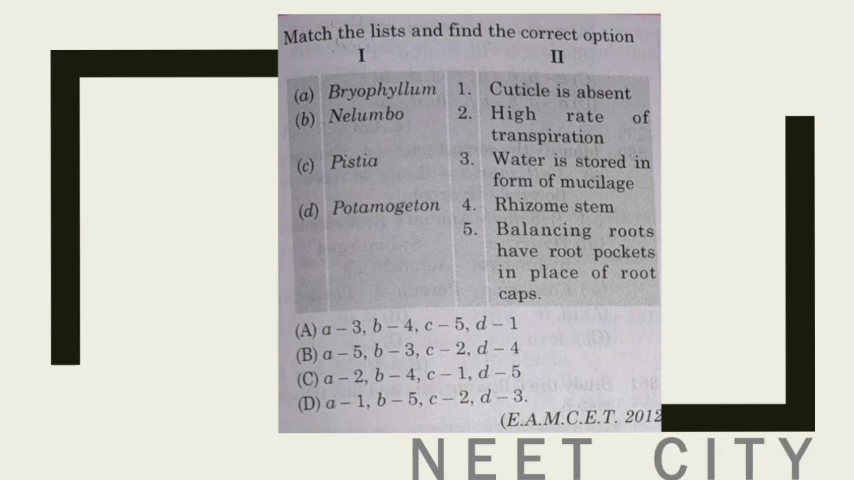 Match the lists and find the correct option
I II
(a) Bryophyllum 1. Cuticle is absent
(b) Nelumbo 2. High rate of
transpiration
(c) Pistia 3. Water is stored in
form of mucilage
(d) Potamogeton 4. Rhizome stem
5. Balancing roots
have root pockets
in place of root
caps.
(A) a – 3, b – 4, c – 5, d – 1
(B) a – 5, b – 3, c – 2, d – 4
(C) a – 2, b – 4, c – 1, d – 5
(D) a – 1, b – 5, c – 2, d – 3.
(E.A.M.C.E.T. 2012
NEET CITY